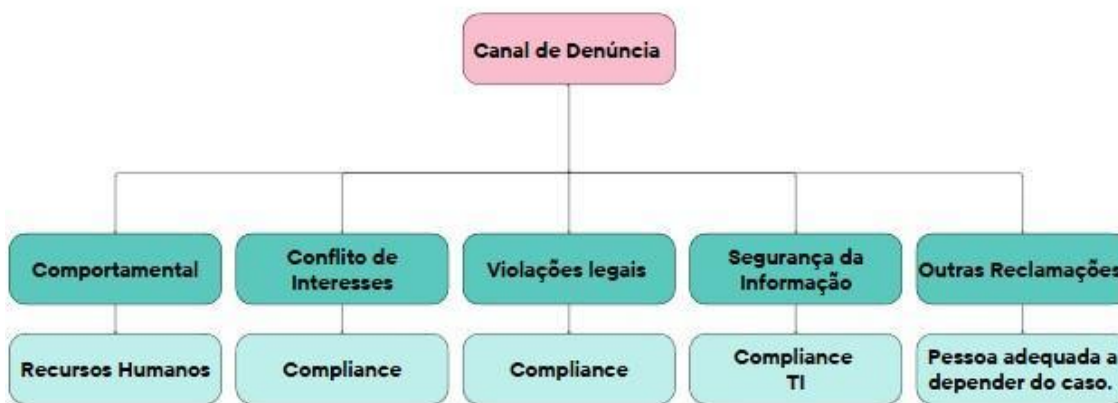 Canal de Denúncia
Comportamental
Conflito de
Interesses
Violações legais
Segurança da
Informação
Outras Reclamações
Recursos Humanos
Compliance
Compliance
Compliance
TI
Pessoa adequada a
depender do caso.